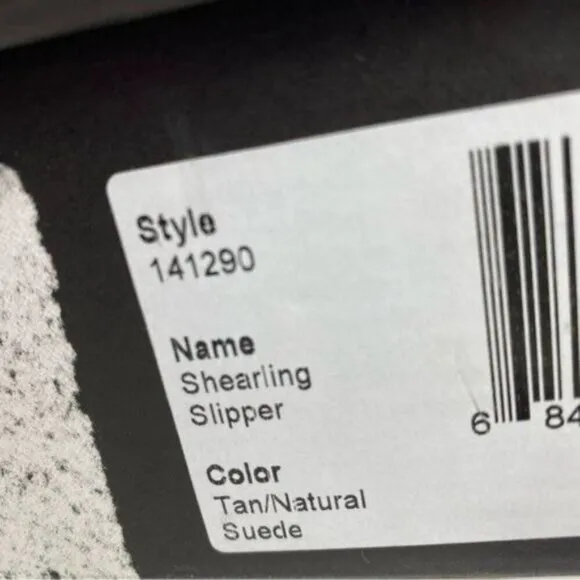 Style
141290
Name
Shearling
Slipper
Color
Tan/Natural
Suede
6 84